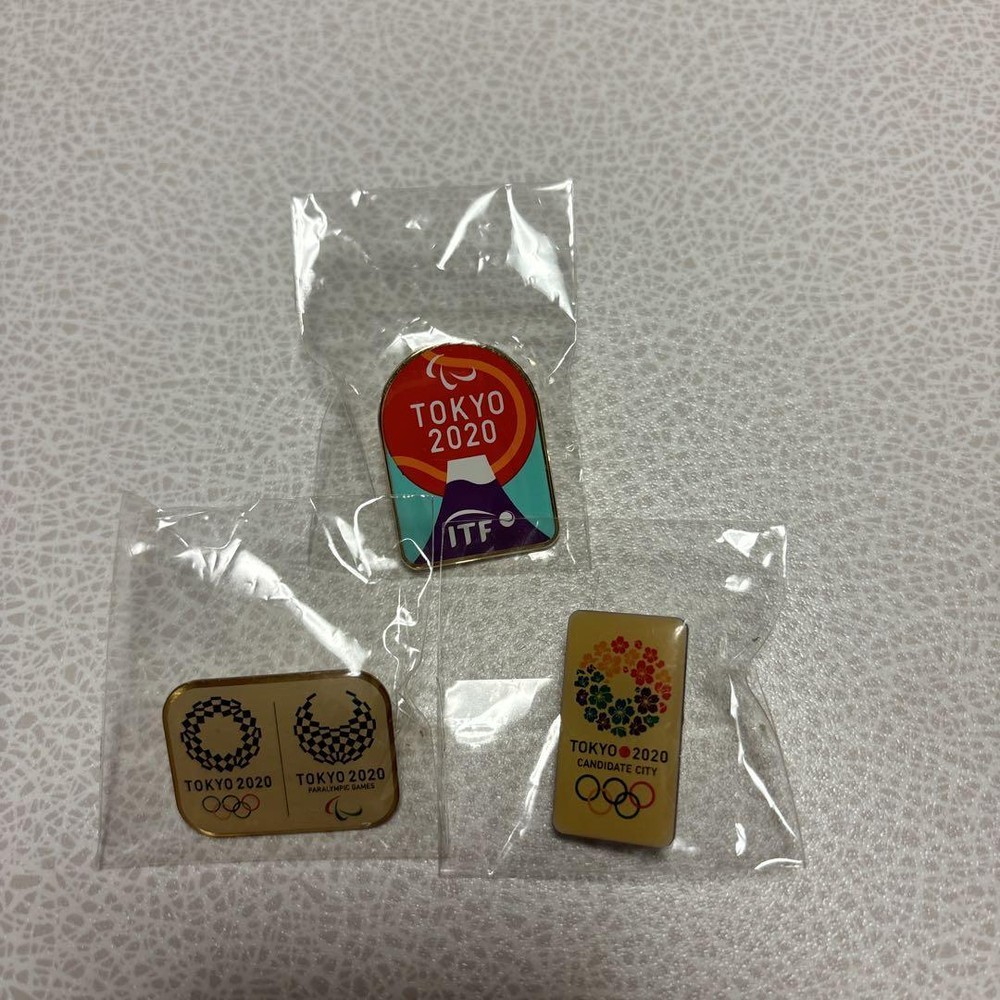 TOKYO
2020
ITF
TOKYO 2020
TOKYO 2020
PARALYMPIC GAMES
TOKYO 2020
CANDIDATE CITY